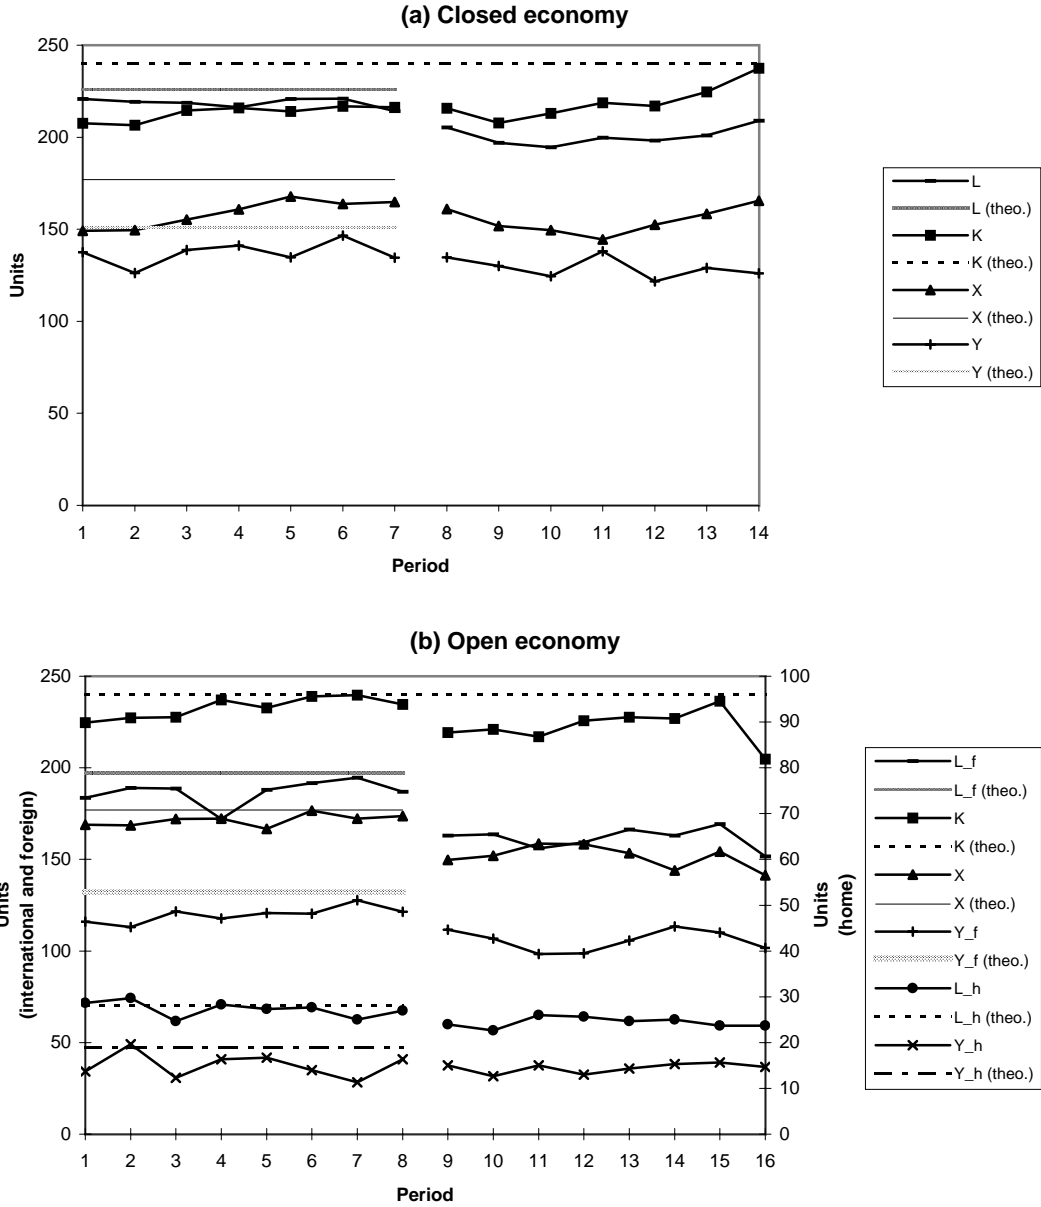 (a) Closed economy
250
200
150
100
50
0
Units
1 2 3 4 5 6 7 8 9 10 11 12 13 14
Period
L
L (theo.)
K
K (theo.)
X
X (theo.)
Y
Y (theo.)
(b) Open economy
250
200
150
100
50
0
Units
(international and foreign)
100
90
80
70
60
50
40
30
20
10
0
Units
(home)
1 2 3 4 5 6 7 8 9 10 11 12 13 14 15 16
Period
L_f
L_f (theo.)
K
K (theo.)
X
X (theo.)
Y_f
Y_f (theo.)
L_h
L_h (theo.)
Y_h
Y_h (theo.)